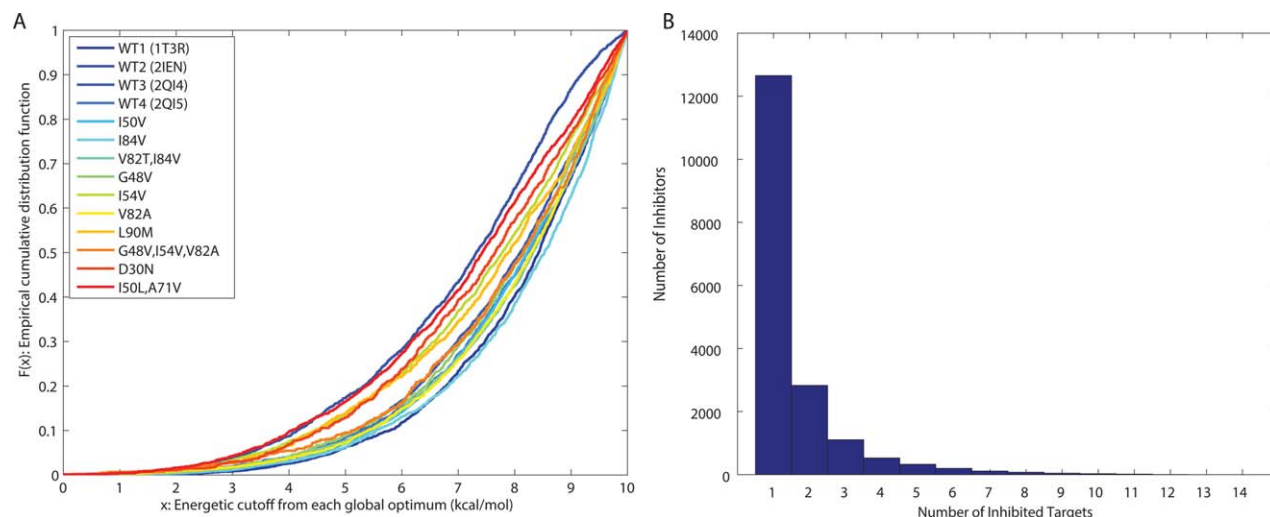 A
F(x): Empirical cumulative distribution function
1
0.9
0.8
0.7
0.6
0.5
0.4
0.3
0.2
0.1
0
WT1 (1T3R)
WT2 (2IEN)
WT3 (2QI4)
WT4 (2QI5)
I50V
I84V
V82T,I84V
G48V
I54V
V82A
L90M
G48V,I54V,V82A
D30N
I50L,A71V
0 1 2 3 4 5 6 7 8 9 10
x: Energetic cutoff from each global optimum (kcal/mol)
B
Number of Inhibitors
14000
12000
10000
8000
6000
4000
2000
0
1 2 3 4 5 6 7 8 9 10 11 12 13 14
Number of Inhibited Targets